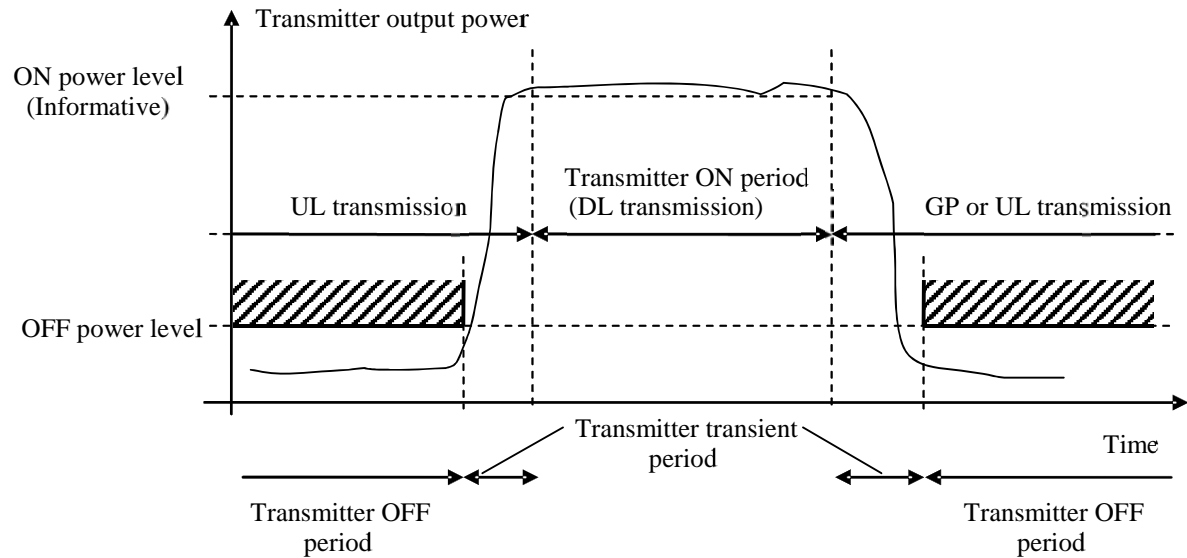 Transmitter output power
ON power level
(Informative)
UL transmission
Transmitter ON period
(DL transmission)
GP or UL transmission
OFF power level
Transmitter transient
period
Time
Transmitter OFF
period
Transmitter OFF
period